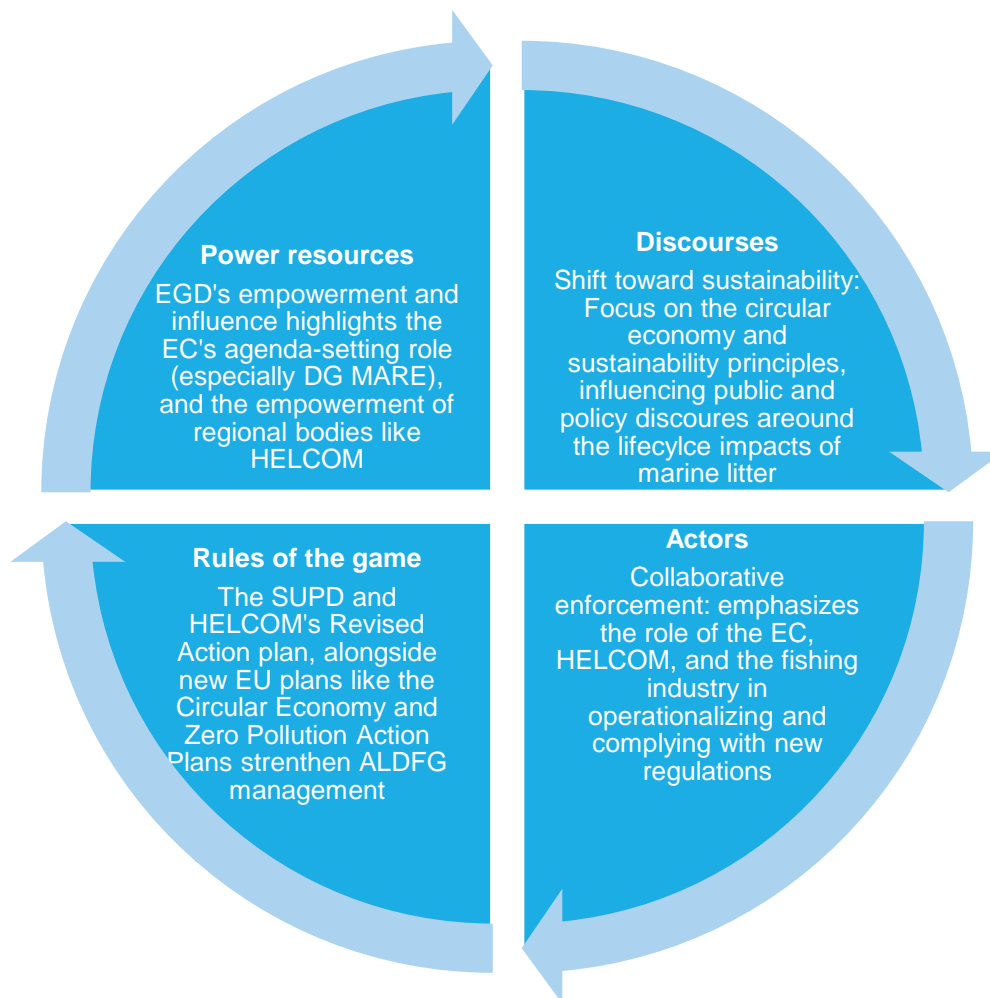 Power resources
EGD's empowerment and
influence highlights the
EC's agenda-setting role
(especially DG MARE),
and the empowerment of
regional bodies like
HELCOM
Discourses
Shift toward sustainability:
Focus on the circular
economy and
sustainability principles,
influencing public and
policy discoures areound
the lifecylce impacts of
marine litter
Rules of the game
The SUPD and
HELCOM's Revised
Action plan, alongside
new EU plans like the
Circular Economy and
Zero Pollution Action
Plans strenthen ALDFG
management
Actors
Collaborative
enforcement: emphasizes
the role of the EC,
HELCOM, and the fishing
industry in
operationalizing and
complying with new
regulations